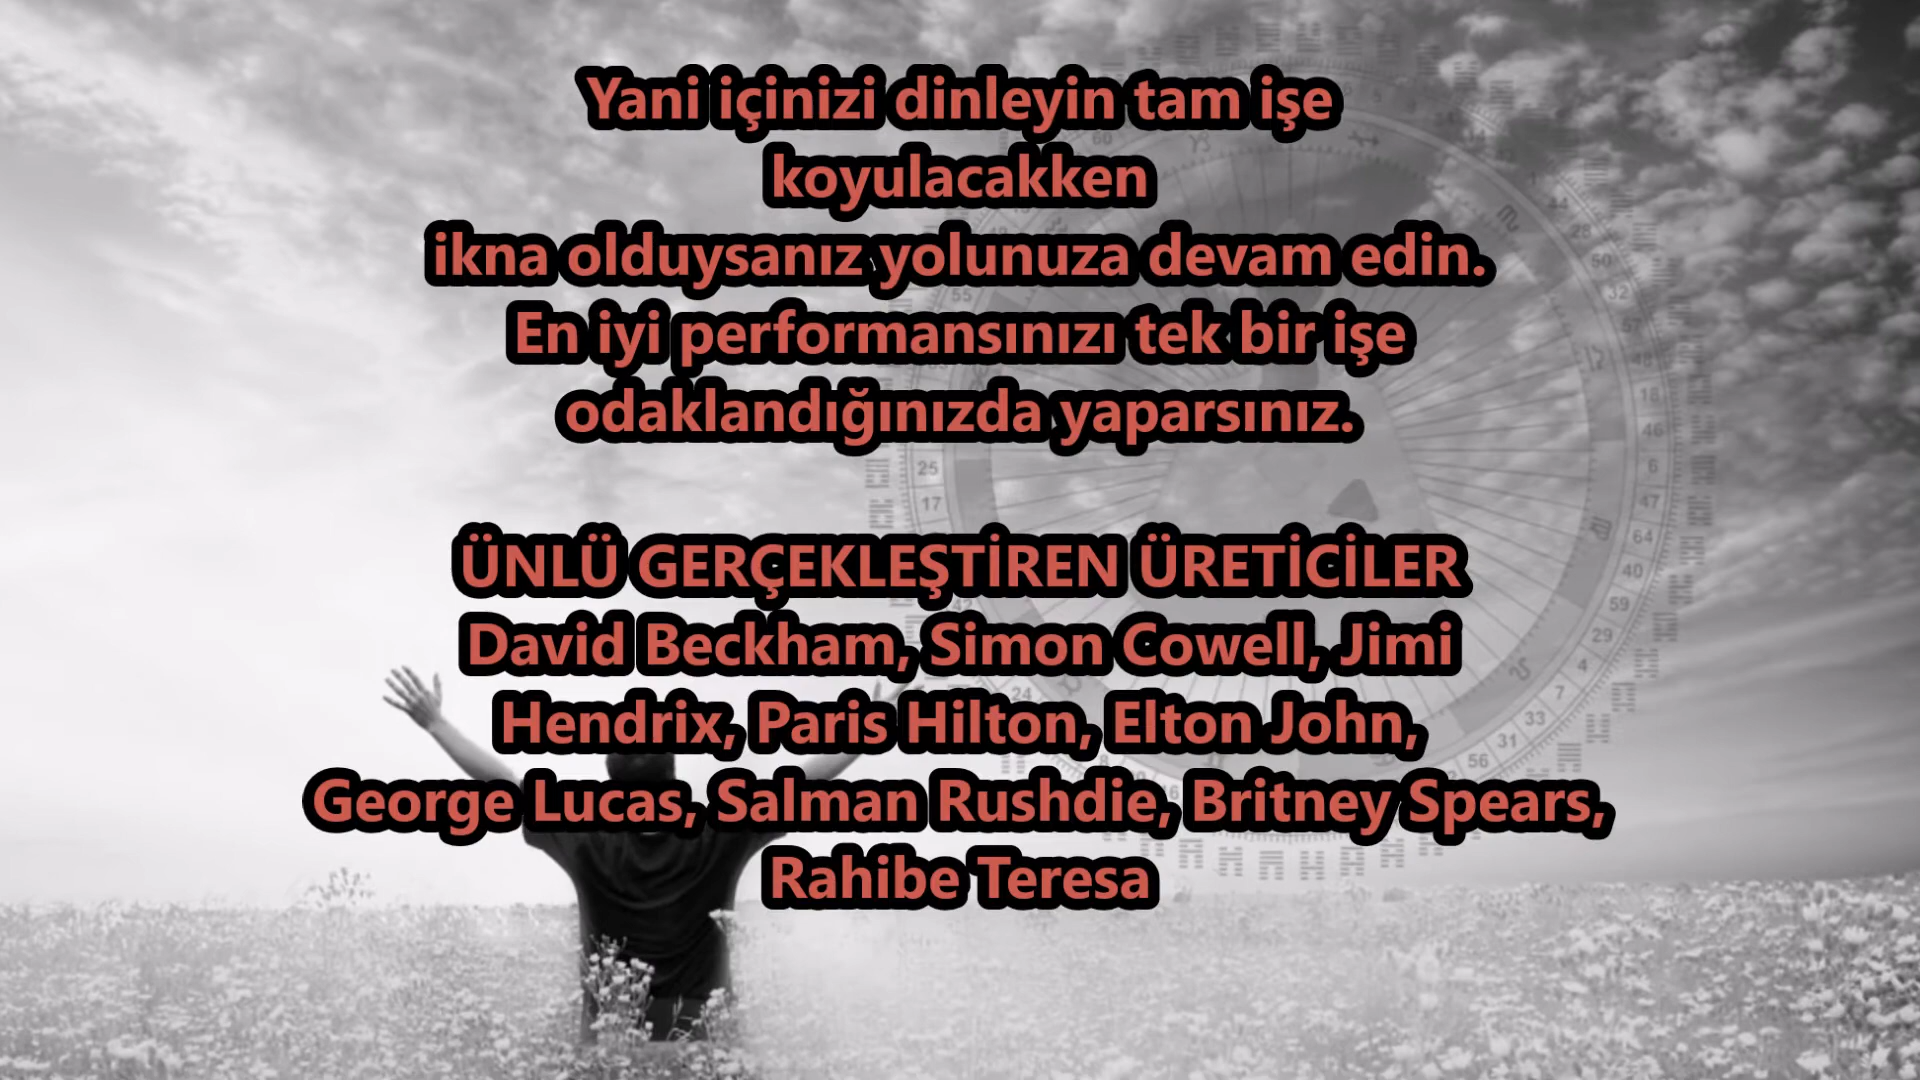 Yani içinizi dinleyin tam işe
koyulacakken
ikna olduysanız yolunuza devam edin.
En iyi performansınızı tek bir işe
odaklandığınızda yaparsınız.
ÜNLÜ GERÇEKLEŞTİREN ÜRETİCİLER
David Beckham, Simon Cowell, Jimi
Hendrix, Paris Hilton, Elton John,
George Lucas, Salman Rushdie, Britney Spears,
Rahibe Teresa